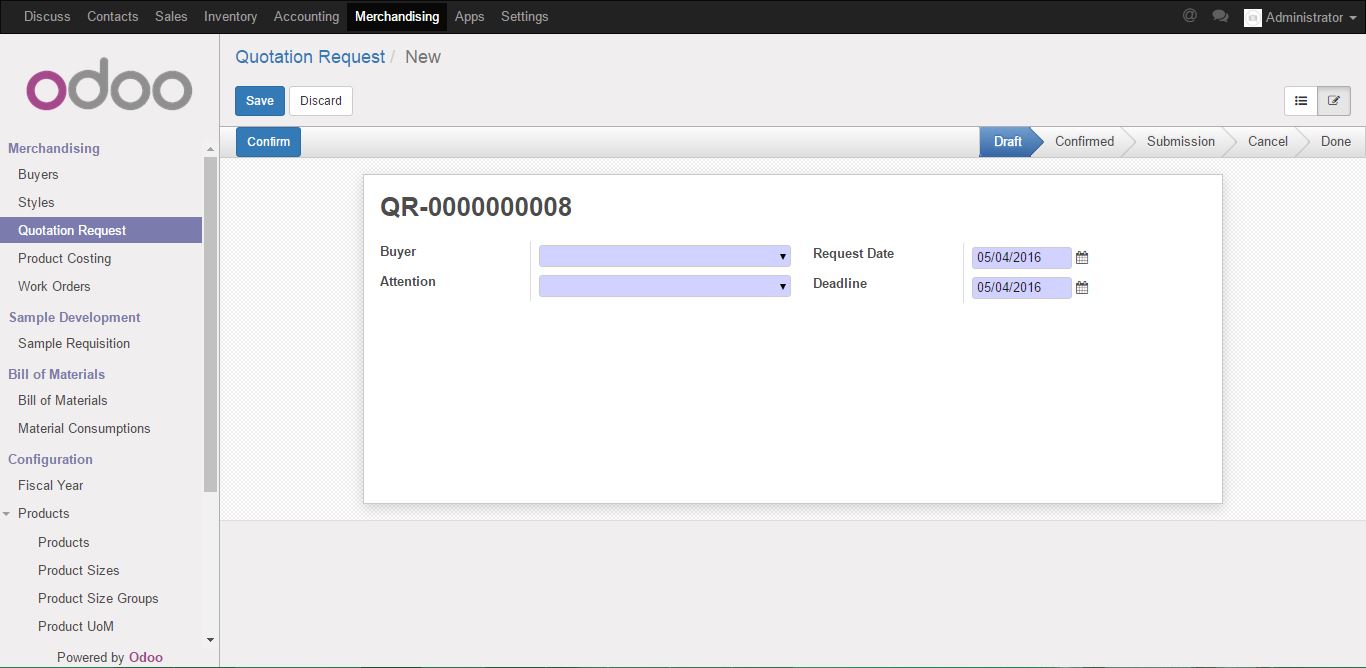 Discuss Contacts Sales Inventory Accounting Merchandising Apps Settings @ Administrator
odoo
Merchandising
Buyers
Styles
Quotation Request
Product Costing
Work Orders
Sample Development
Sample Requisition
Bill of Materials
Bill of Materials
Material Consumptions
Configuration
Fiscal Year
Products
Products
Product Sizes
Product Size Groups
Product UoM
Powered by Odoo
Quotation Request / New
Save Discard
Confirm Draft Confirmed Submission Cancel Done
QR-0000000008
Buyer Request Date 05/04/2016
Attention Deadline 05/04/2016